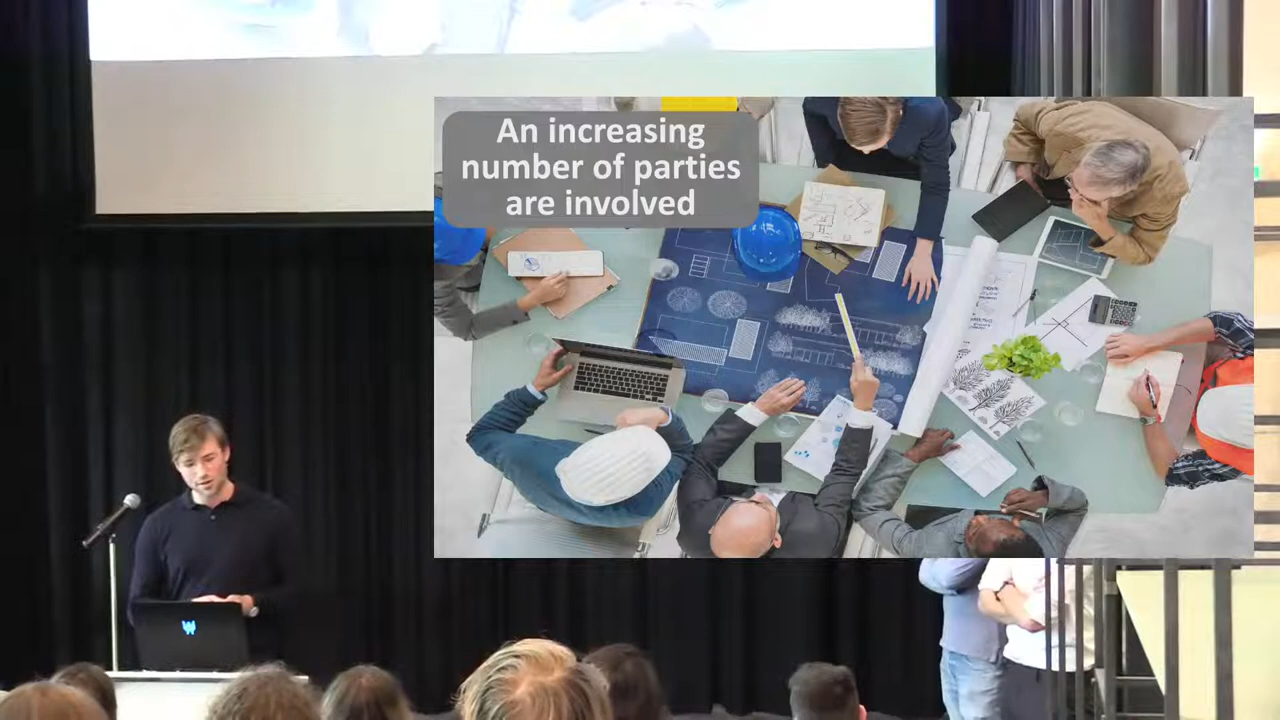 An increasing
number of parties
are involved
W